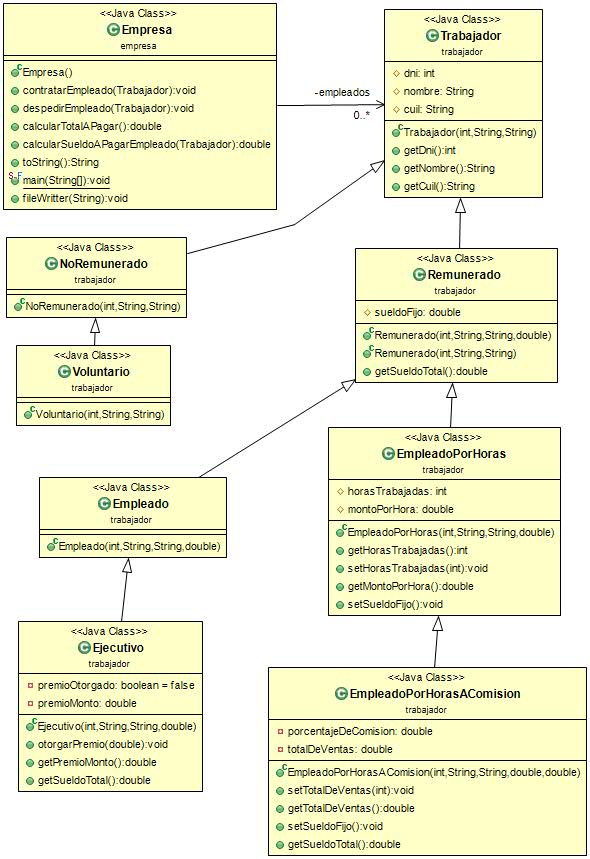 <<Java Class>>
Empresa
empresa
Empresa()
contratarEmpleado(Trabajador):void
despedirEmpleado(Trabajador):void
calcularTotalAPagar():double
calcularSueldoAPagarEmpleado(Trabajador):double
toString():String
main(String[]):void
fileWritter(String):void
-empleados
0..*
<<Java Class>>
Trabajador
trabajador
dni: int
nombre: String
cuil: String
Trabajador(int,String,String)
getDni():int
getNombre():String
getCuil():String
<<Java Class>>
NoRemunerado
trabajador
NoRemunerado(int,String,String)
<<Java Class>>
Remunerado
trabajador
sueldoFijo: double
Remunerado(int,String,String,double)
Remunerado(int,String,String)
getSueldoTotal():double
<<Java Class>>
Voluntario
trabajador
Voluntario(int,String,String)
<<Java Class>>
EmpleadoPorHoras
trabajador
horasTrabajadas: int
montoPorHora: double
EmpleadoPorHoras(int,String,String,double)
getHorasTrabajadas():int
setHorasTrabajadas(int):void
getMontoPorHora():double
setSueldoFijo():void
<<Java Class>>
Empleado
trabajador
Empleado(int,String,String,double)
<<Java Class>>
Ejecutivo
trabajador
premioOtorgado: boolean = false
premioMonto: double
Ejecutivo(int,String,String,double)
otorgarPremio(double):void
getPremioMonto():double
getSueldoTotal():double
<<Java Class>>
EmpleadoPorHorasAComision
trabajador
porcentajeDeComision: double
totalDeVentas: double
EmpleadoPorHorasAComision(int,String,String,double,double)
setTotalDeVentas(int):void
getTotalDeVentas():double
setSueldoFijo():void
getSueldoTotal():double